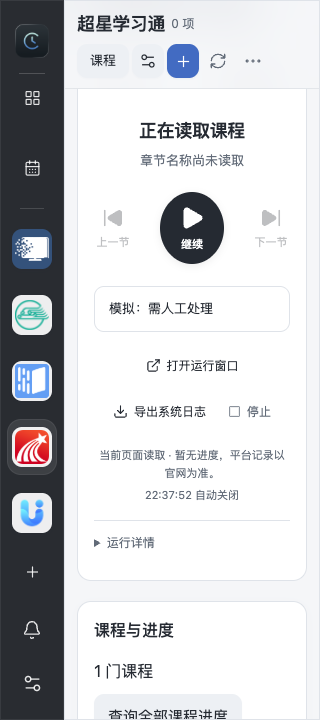 超星学习通 0 项
课程
正在读取课程
章节名称尚未读取
上一节
继续
下一节
模拟：需人工处理
打开运行窗口
导出系统日志
停止
当前页面读取 · 暂无进度，平台记录以
官网为准。
22:37:52 自动关闭
运行详情
课程与进度
1 门课程
查询全部课程进度